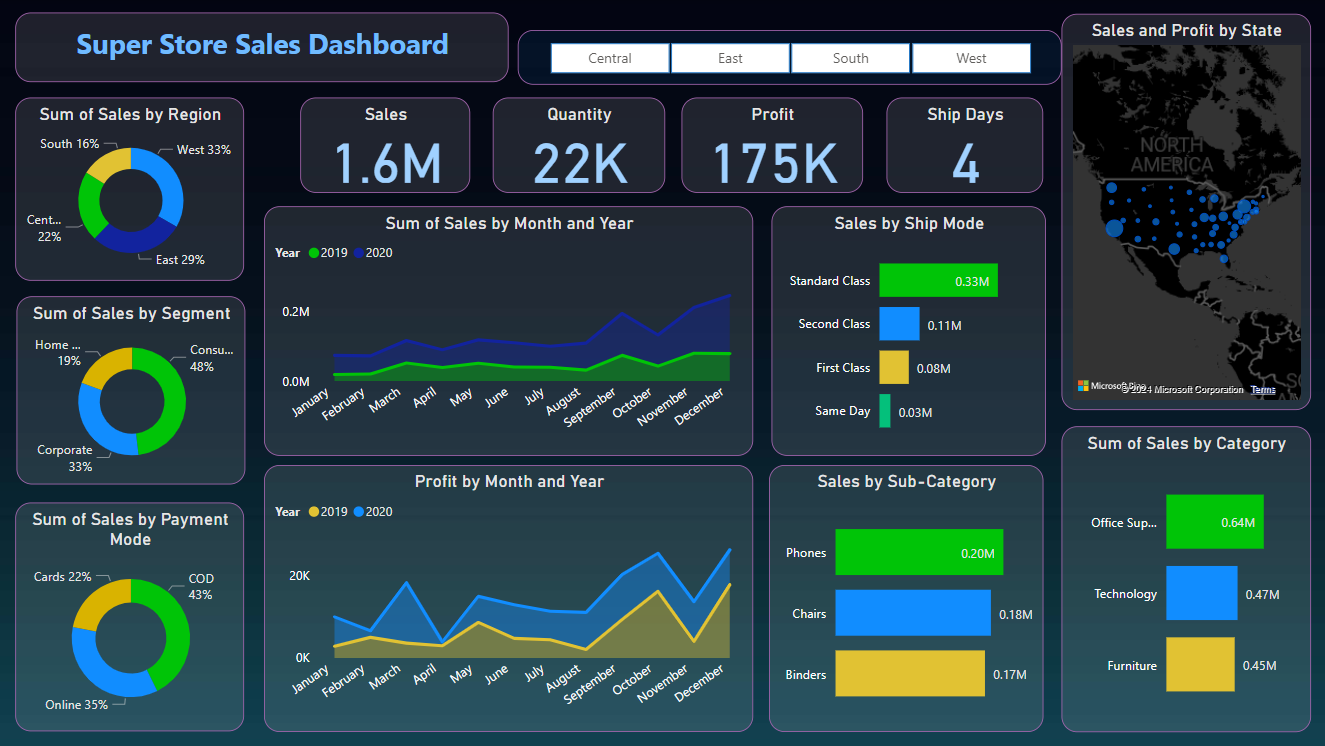 Super Store Sales Dashboard
Central
East
South
West
Sales and Profit by State
NORTH
AMERICA
Microsoft Bing
© 2024 Microsoft Corporation
Terms
Sum of Sales by Region
South 16%
West 33%
Cent...
22%
East 29%
Sales
1.6M
Quantity
22K
Profit
175K
Ship Days
4
Sum of Sales by Segment
Home ...
19%
Consu...
48%
Corporate
33%
Sum of Sales by Month and Year
Year 2019 2020
0.2M
0.0M
January
February
March
April
May
June
July
August
September
October
November
December
Sales by Ship Mode
Standard Class 0.33M
Second Class 0.11M
First Class 0.08M
Same Day 0.03M
Sum of Sales by Payment
Mode
Cards 22%
COD
43%
Online 35%
Profit by Month and Year
Year 2019 2020
20K
0K
January
February
March
April
May
June
July
August
September
October
November
December
Sales by Sub-Category
Phones 0.20M
Chairs 0.18M
Binders 0.17M
Sum of Sales by Category
Office Sup... 0.64M
Technology 0.47M
Furniture 0.45M